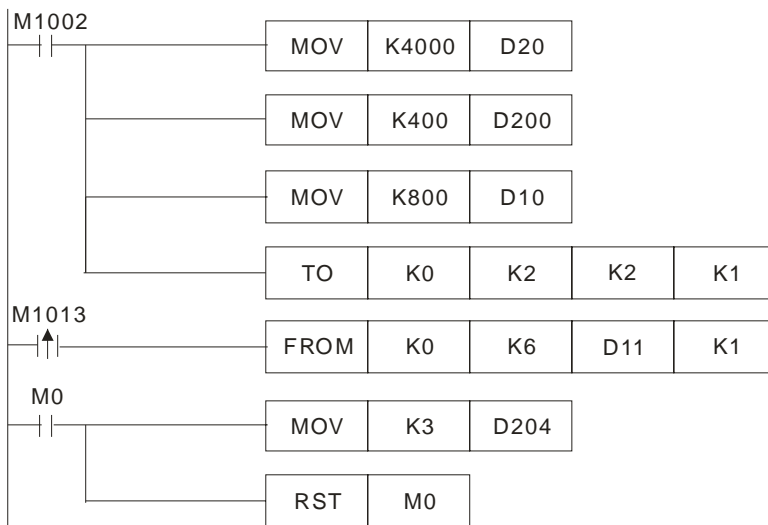 M1002
MOV K4000 D20
MOV K400 D200
MOV K800 D10
TO K0 K2 K2 K1
M1013
FROM K0 K6 D11 K1
M0
MOV K3 D204
RST M0